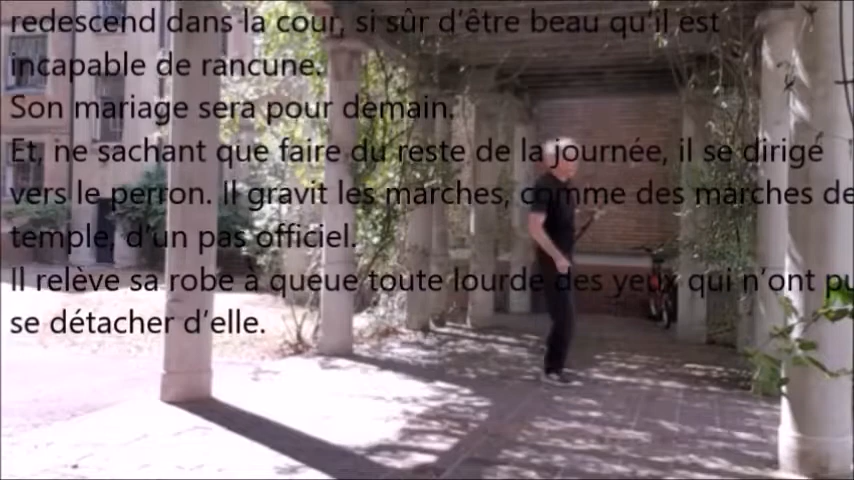 redescend dans la cour, si sûr d’être beau qu’il est
incapable de rancune.
Son mariage sera pour demain.
Et, ne sachant que faire du reste de la journée, il se dirige
vers le perron. Il gravit les marches, comme des marches de
temple, d’un pas officiel.
Il relève sa robe à queue toute lourde des yeux qui n’ont pu
se détacher d’elle.